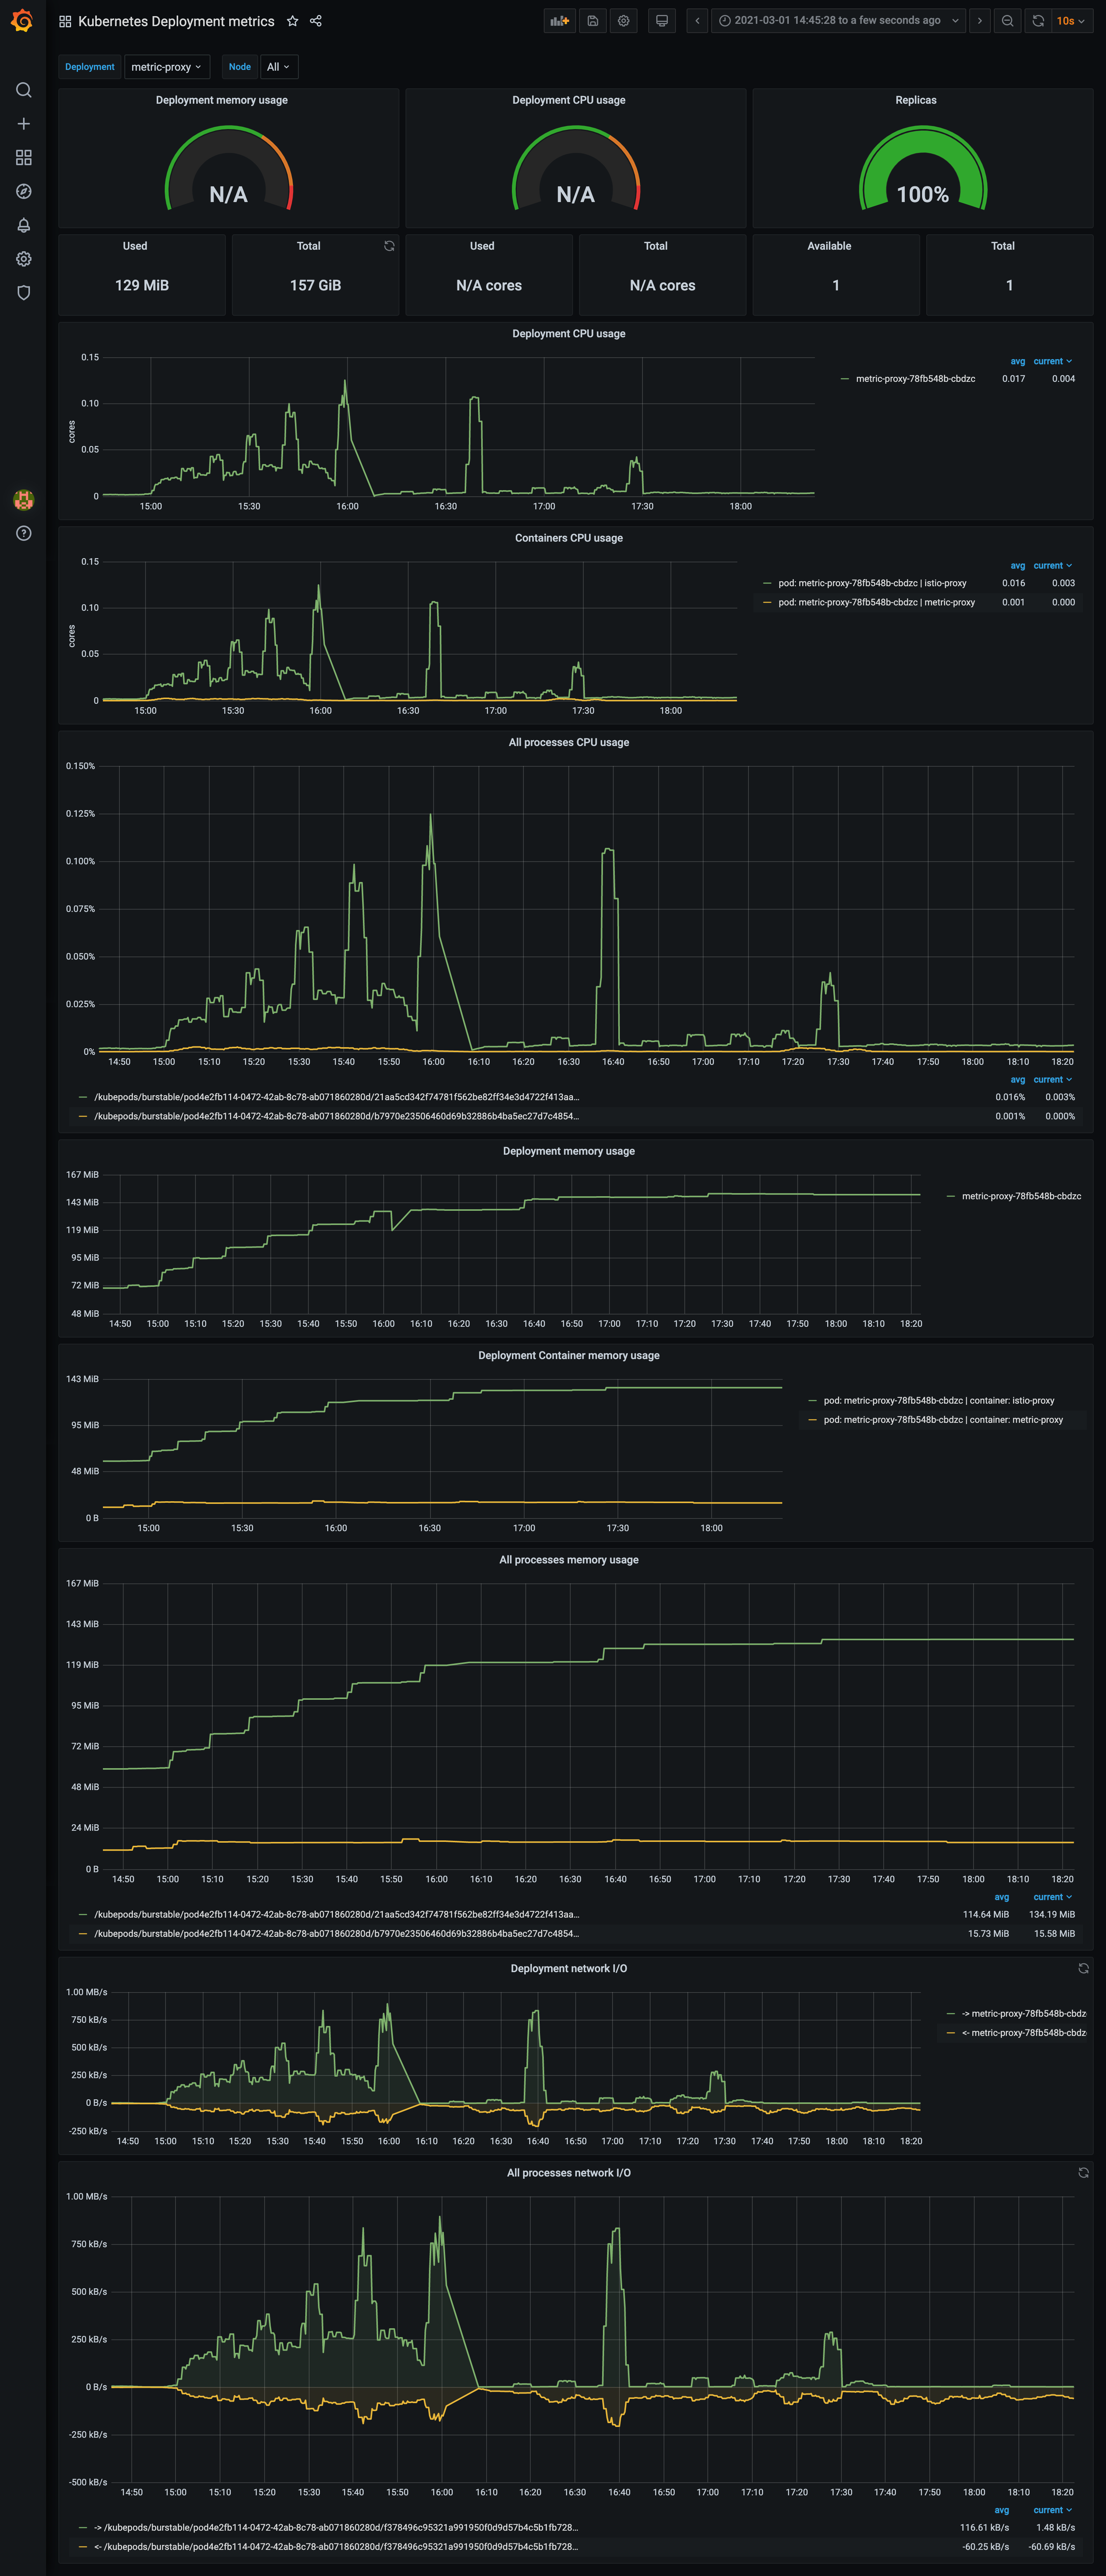 Kubernetes Deployment metrics
2021-03-01 14:45:28 to a few seconds ago
10s
Deployment metric-proxy Node All
Deployment memory usage Deployment CPU usage Replicas
N/A N/A 100%
Used Total Used Total Available Total
129 MiB 157 GiB N/A cores N/A cores 1 1
Deployment CPU usage
cores
0.15
0.10
0.05
0
15:00 15:30 16:00 16:30 17:00 17:30 18:00
avg current
metric-proxy-78fb548b-cbdzc 0.017 0.004
Containers CPU usage
cores
0.15
0.10
0.05
0
15:00 15:30 16:00 16:30 17:00 17:30 18:00
avg current
pod: metric-proxy-78fb548b-cbdzc | istio-proxy 0.016 0.003
pod: metric-proxy-78fb548b-cbdzc | metric-proxy 0.001 0.000
All processes CPU usage
0.150%
0.125%
0.100%
0.075%
0.050%
0.025%
0%
14:50 15:00 15:10 15:20 15:30 15:40 15:50 16:00 16:10 16:20 16:30 16:40 16:50 17:00 17:10 17:20 17:30 17:40 17:50 18:00 18:10 18:20
avg current
/kubepods/burstable/pod4e2fb114-0472-42ab-8c78-ab071860280d/21aa5cd342f74781f562be82ff34e3d4722f413aa... 0.016% 0.003%
/kubepods/burstable/pod4e2fb114-0472-42ab-8c78-ab071860280d/b7970e23506460d69b32886b4ba5ec27d7c4854... 0.001% 0.000%
Deployment memory usage
167 MiB
143 MiB
119 MiB
95 MiB
72 MiB
48 MiB
14:50 15:00 15:10 15:20 15:30 15:40 15:50 16:00 16:10 16:20 16:30 16:40 16:50 17:00 17:10 17:20 17:30 17:40 17:50 18:00 18:10 18:20
metric-proxy-78fb548b-cbdzc
Deployment Container memory usage
143 MiB
95 MiB
48 MiB
0 B
15:00 15:30 16:00 16:30 17:00 17:30 18:00
pod: metric-proxy-78fb548b-cbdzc | container: istio-proxy
pod: metric-proxy-78fb548b-cbdzc | container: metric-proxy
All processes memory usage
167 MiB
143 MiB
119 MiB
95 MiB
72 MiB
48 MiB
24 MiB
0 B
14:50 15:00 15:10 15:20 15:30 15:40 15:50 16:00 16:10 16:20 16:30 16:40 16:50 17:00 17:10 17:20 17:30 17:40 17:50 18:00 18:10 18:20
avg current
/kubepods/burstable/pod4e2fb114-0472-42ab-8c78-ab071860280d/21aa5cd342f74781f562be82ff34e3d4722f413aa... 114.64 MiB 134.19 MiB
/kubepods/burstable/pod4e2fb114-0472-42ab-8c78-ab071860280d/b7970e23506460d69b32886b4ba5ec27d7c4854... 15.73 MiB 15.58 MiB
Deployment network I/O
1.00 MB/s
750 kB/s
500 kB/s
250 kB/s
0 B/s
-250 kB/s
14:50 15:00 15:10 15:20 15:30 15:40 15:50 16:00 16:10 16:20 16:30 16:40 16:50 17:00 17:10 17:20 17:30 17:40 17:50 18:00 18:10 18:20
-> metric-proxy-78fb548b-cbdz
<- metric-proxy-78fb548b-cbdz
All processes network I/O
1.00 MB/s
750 kB/s
500 kB/s
250 kB/s
0 B/s
-250 kB/s
-500 kB/s
14:50 15:00 15:10 15:20 15:30 15:40 15:50 16:00 16:10 16:20 16:30 16:40 16:50 17:00 17:10 17:20 17:30 17:40 17:50 18:00 18:10 18:20
avg current
-> /kubepods/burstable/pod4e2fb114-0472-42ab-8c78-ab071860280d/f378496c95321a991950f0d9d57b4c5b1fb728... 116.61 kB/s 1.48 kB/s
<- /kubepods/burstable/pod4e2fb114-0472-42ab-8c78-ab071860280d/f378496c95321a991950f0d9d57b4c5b1fb728... -60.25 kB/s -60.69 kB/s